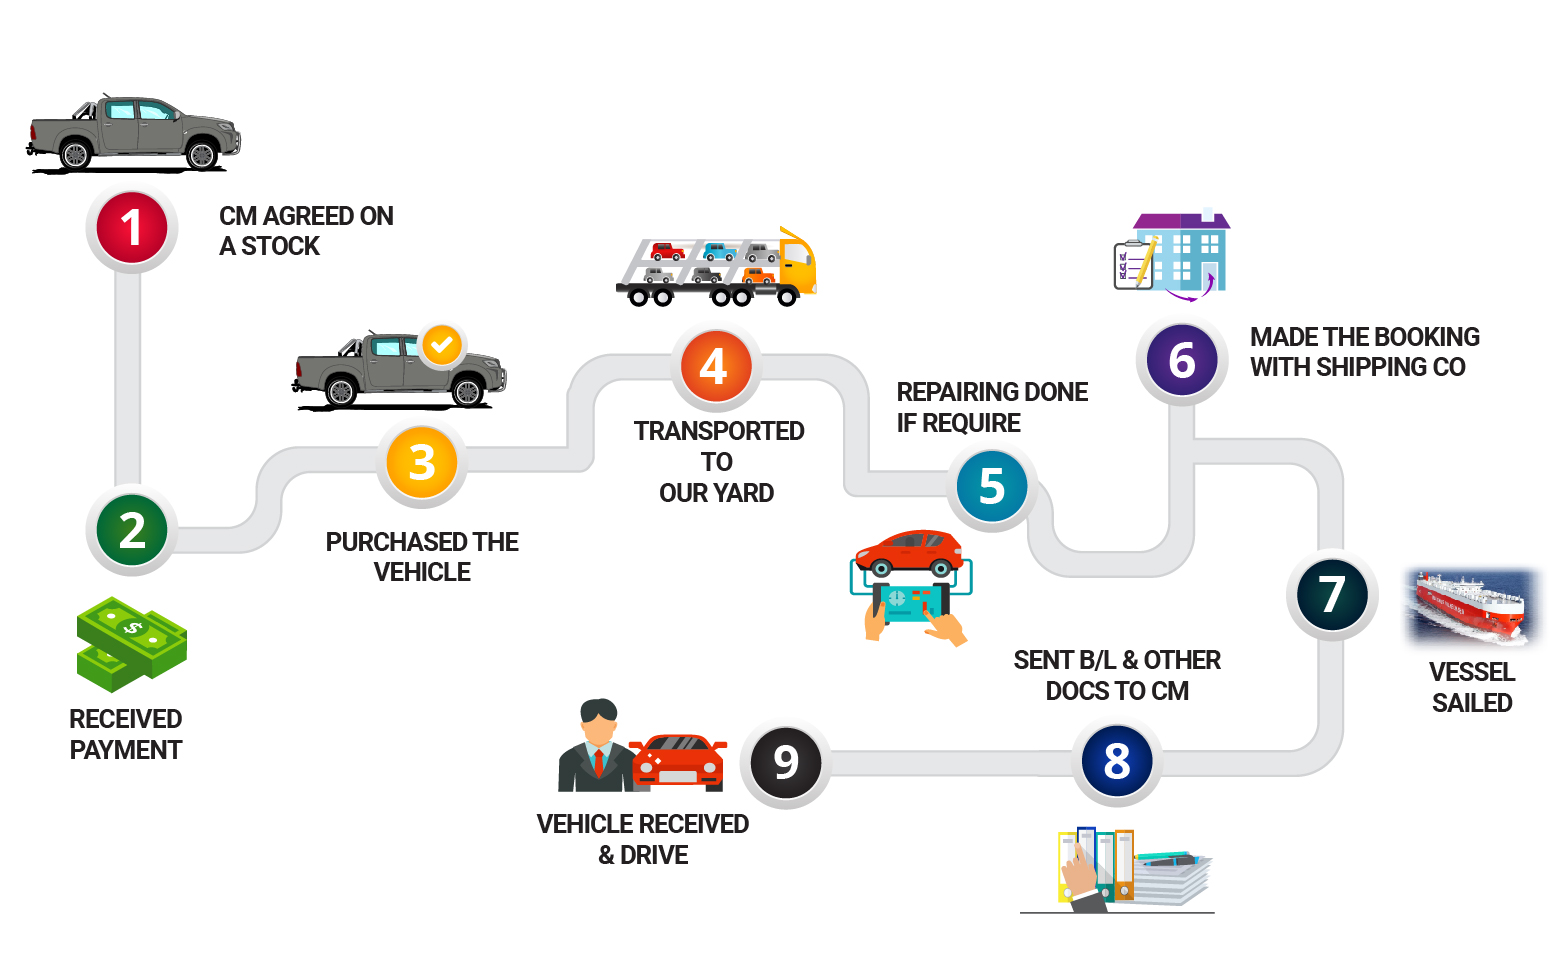 1
CM AGREED ON
A STOCK
2
RECEIVED
PAYMENT
3
PURCHASED THE
VEHICLE
4
TRANSPORTED
TO
OUR YARD
5
REPAIRING DONE
IF REQUIRE
6
MADE THE BOOKING
WITH SHIPPING CO
7
VESSEL
SAILED
8
SENT B/L & OTHER
DOCS TO CM
9
VEHICLE RECEIVED
& DRIVE
$